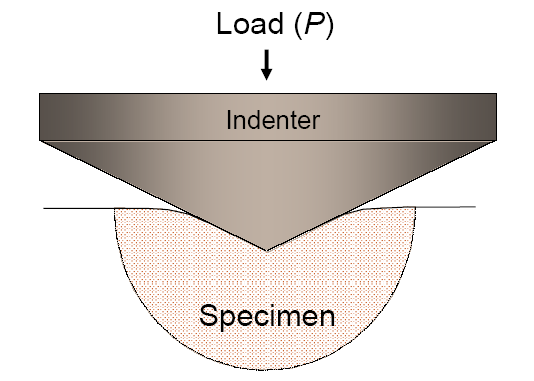 Load (P)
Indenter
Specimen